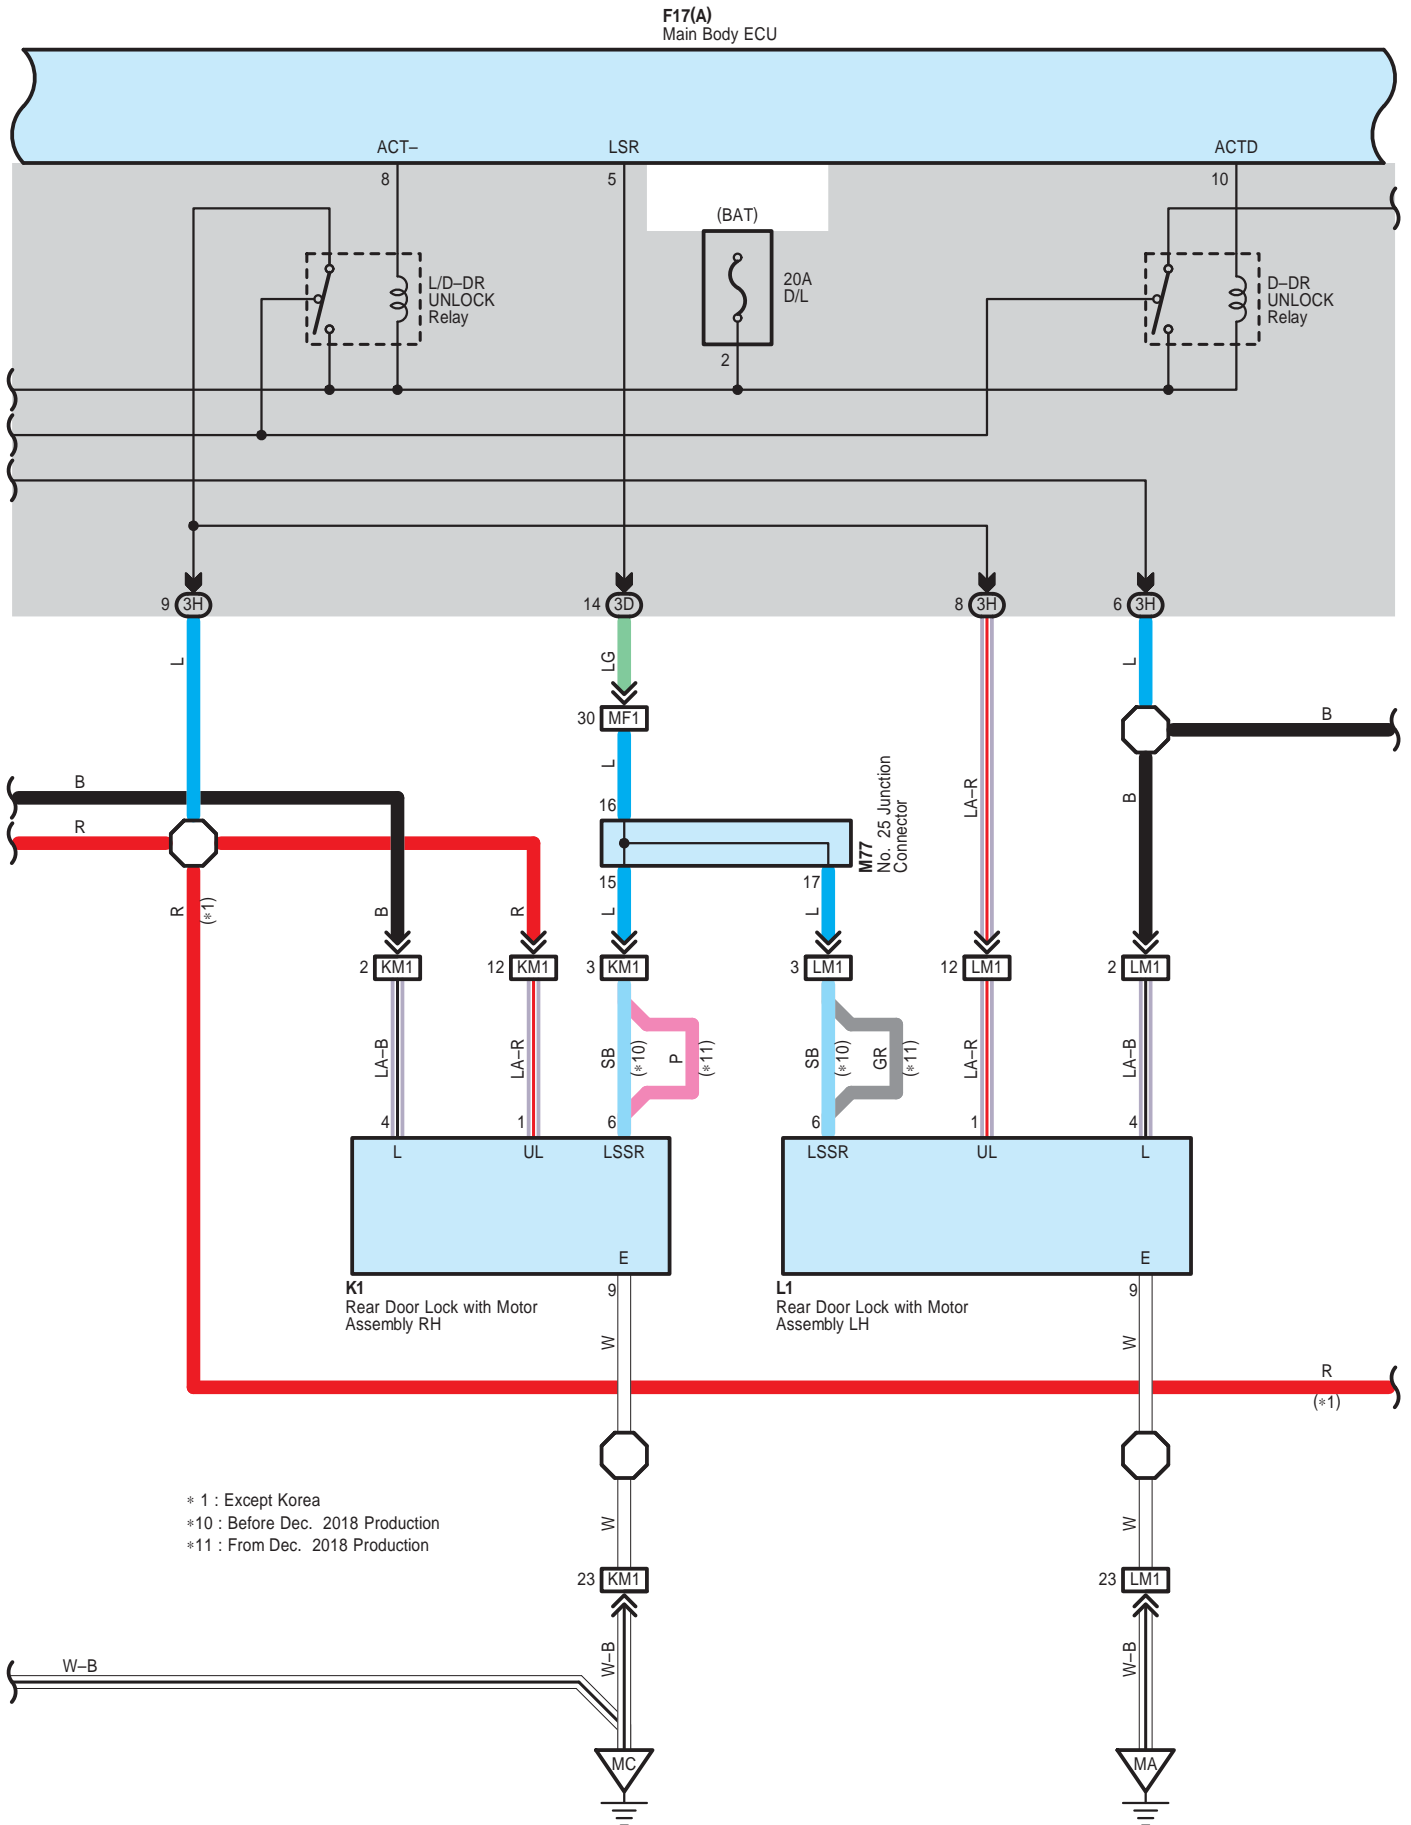 F17(A)
Main Body ECU
ACT–
LSR
ACTD
8
5
10
(BAT)
L/D–DR
UNLOCK
Relay
20A
D/L
D–DR
UNLOCK
Relay
2
9 3H
14 3D
8 3H
6 3H
L
LG
L
30 MF1
B
B
L
LA–R
B
16
R
M77
No. 25 Junction
Connector
15
17
R
(*1)
B
R
L
L
2 KM1
12 KM1
3 KM1
3 LM1
12 LM1
2 LM1
LA–B
LA–R
SB
(*10)
P
(*11)
SB
(*10)
GR
(*11)
LA–R
LA–B
4
1
6
6
1
4
L
UL
LSSR
LSSR
UL
L
E
E
K1
Rear Door Lock with Motor
Assembly RH
9
L1
Rear Door Lock with Motor
Assembly LH
9
W
W
R
(*1)
* 1 : Except Korea
*10 : Before Dec. 2018 Production
*11 : From Dec. 2018 Production
W
W
23 KM1
23 LM1
W–B
W–B
W–B
MC
MA